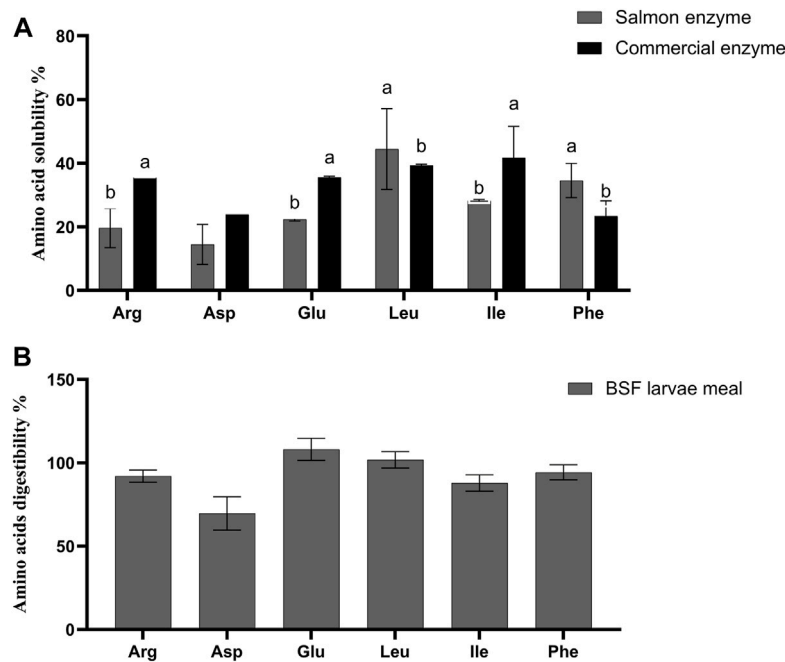 A
Salmon enzyme
Commercial enzyme
Amino acid solubility %
80
60
40
20
0
b a b a a b b a a b
Arg Asp Glu Leu Ile Phe
B
BSF larvae meal
Amino acids digestibility %
150
100
50
0
Arg Asp Glu Leu Ile Phe